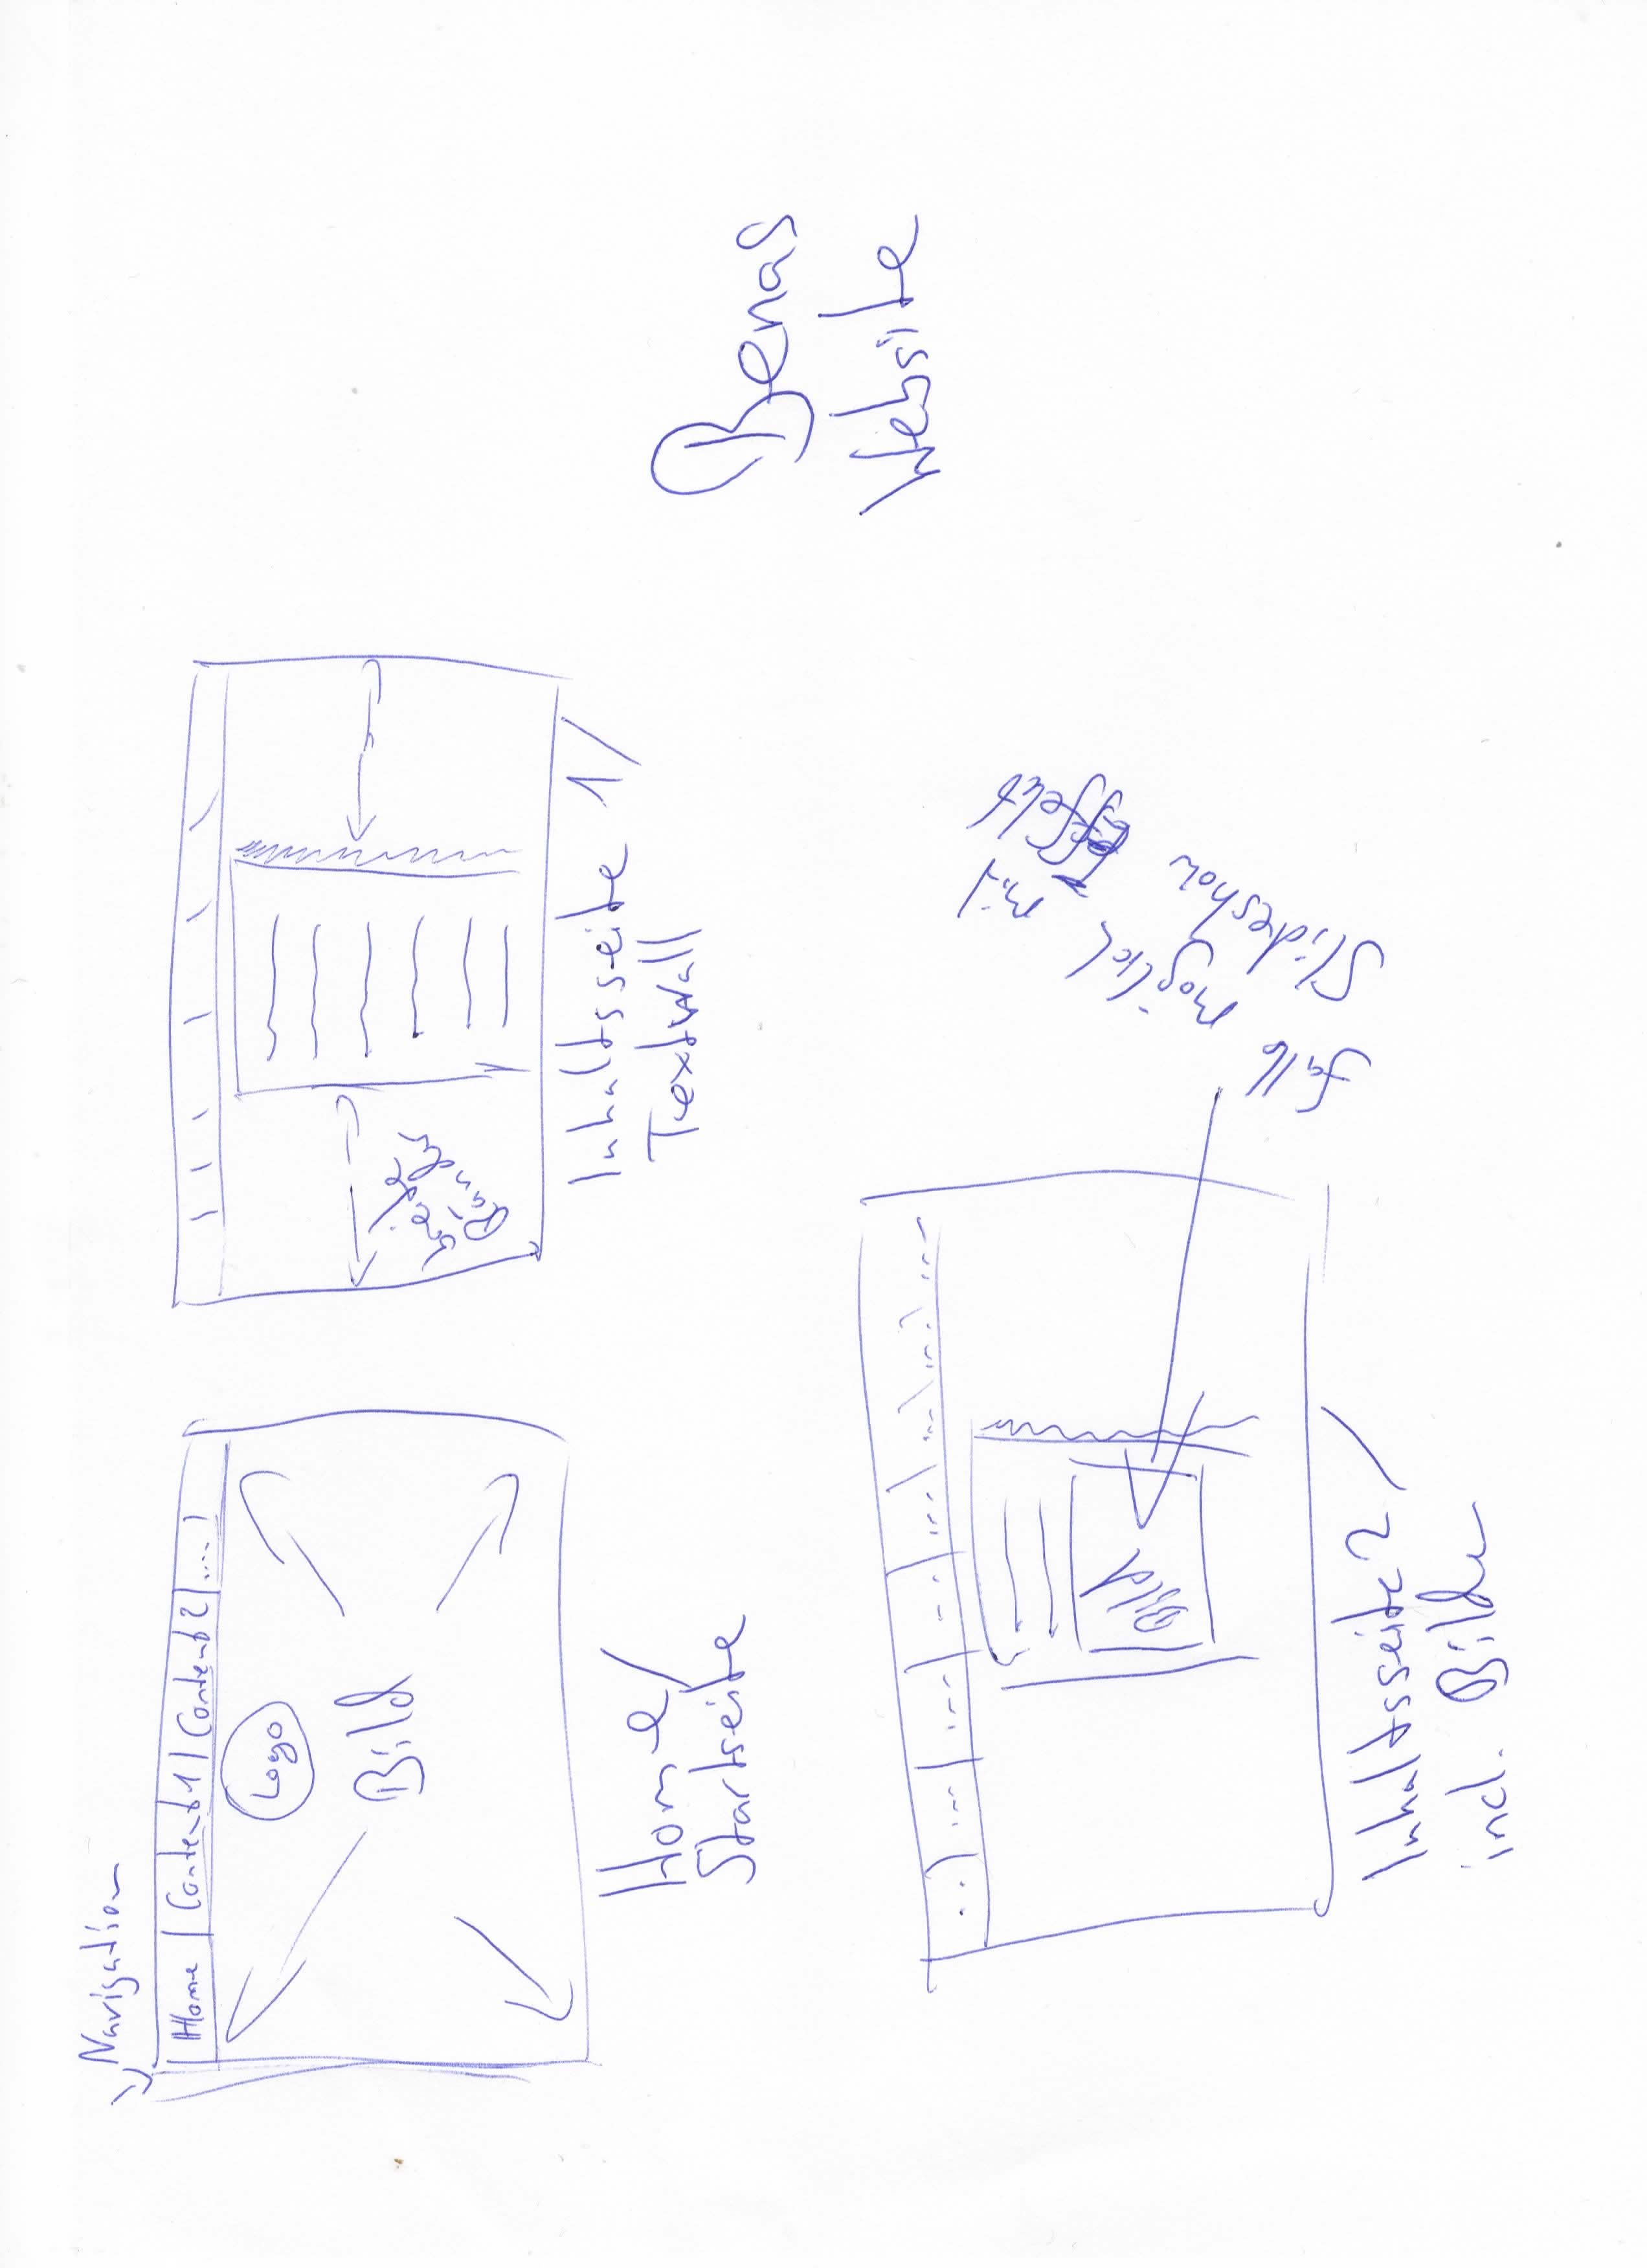 Navigation
Home | Content 1 | Content 2 | .... |
Logo
Bild
Home/
Startseite
breite
Ränder
Inhaltsseite 1/
Textwall
Benas
Website
Bild
falls möglich mit
Slideshow Effekt
Inhaltsseite 2/
incl. Bilder